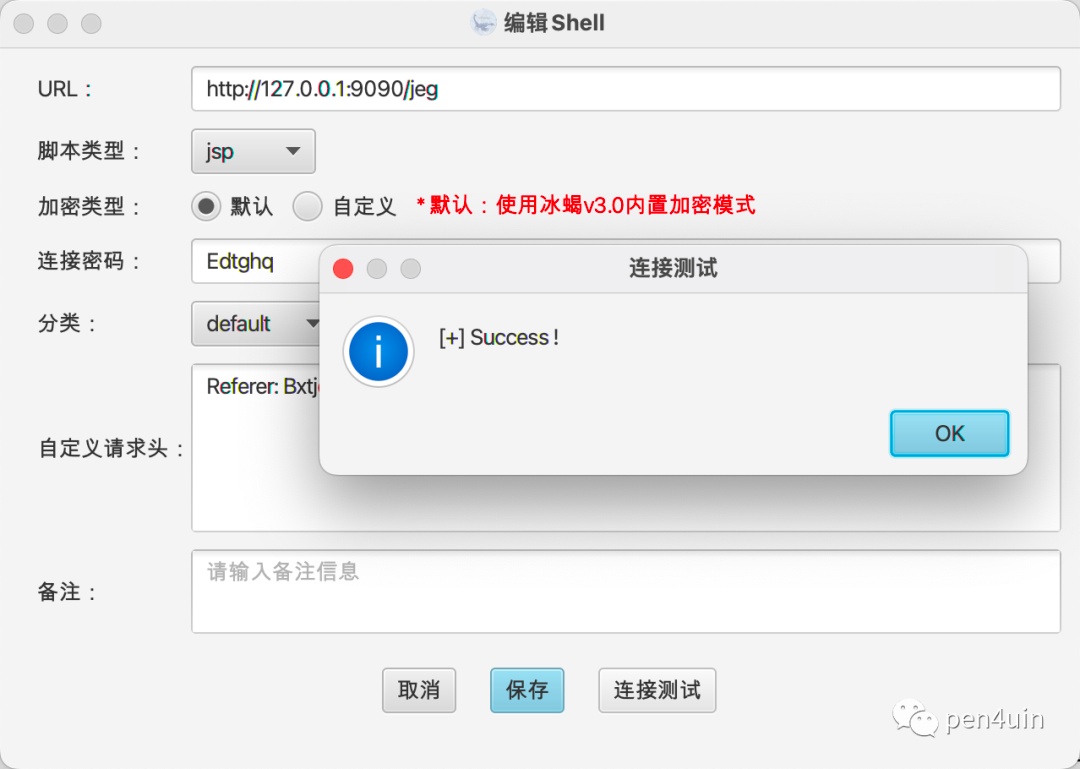 编辑Shell
URL：
http://127.0.0.1:9090/jeg
脚本类型：
jsp
加密类型：
默认 自定义 *默认：使用冰蝎v3.0内置加密模式
连接密码：
Edtghq
连接测试
[+] Success!
OK
分类：
default
自定义请求头：
Referer:
备注：
请输入备注信息
取消 保存 连接测试
pen4uin